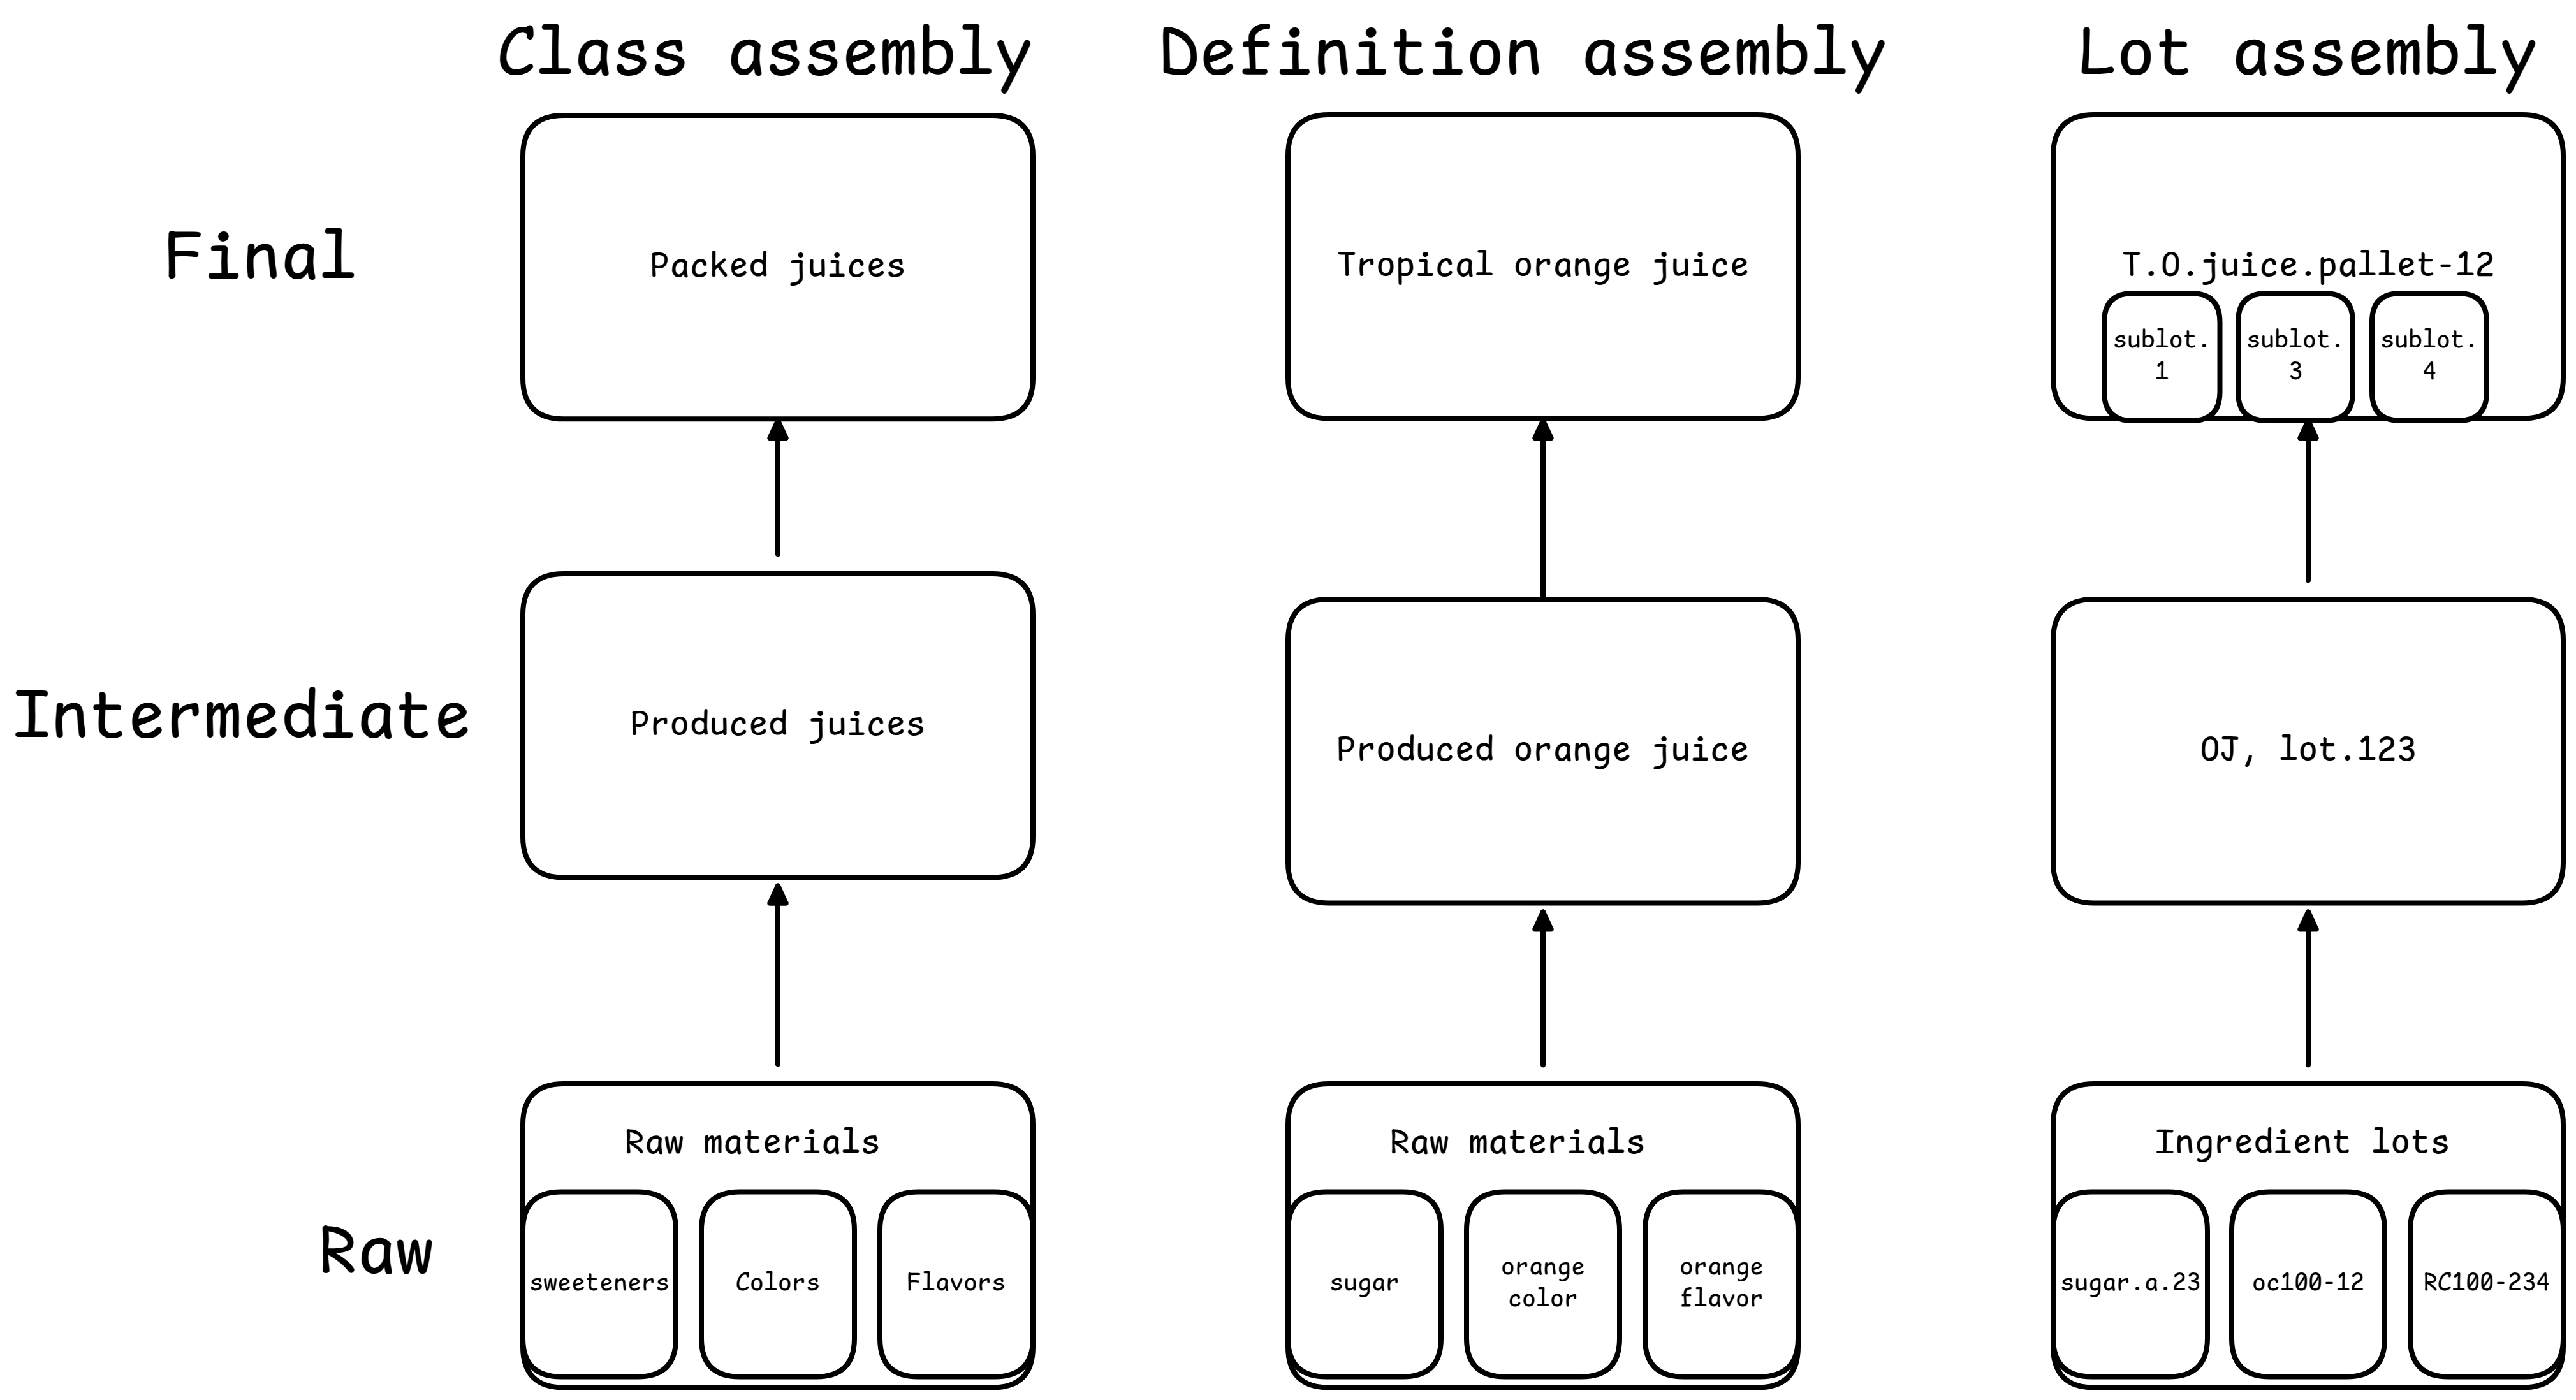 Class assembly
Definition assembly
Lot assembly
Final
Packed juices
Tropical orange juice
T.O.juice.pallet-12
sublot.
1
sublot.
3
sublot.
4
Intermediate
Produced juices
Produced orange juice
OJ, lot.123
Raw
Raw materials
sweeteners
Colors
Flavors
Raw materials
sugar
orange
color
orange
flavor
Ingredient lots
sugar.a.23
oc100-12
RC100-234